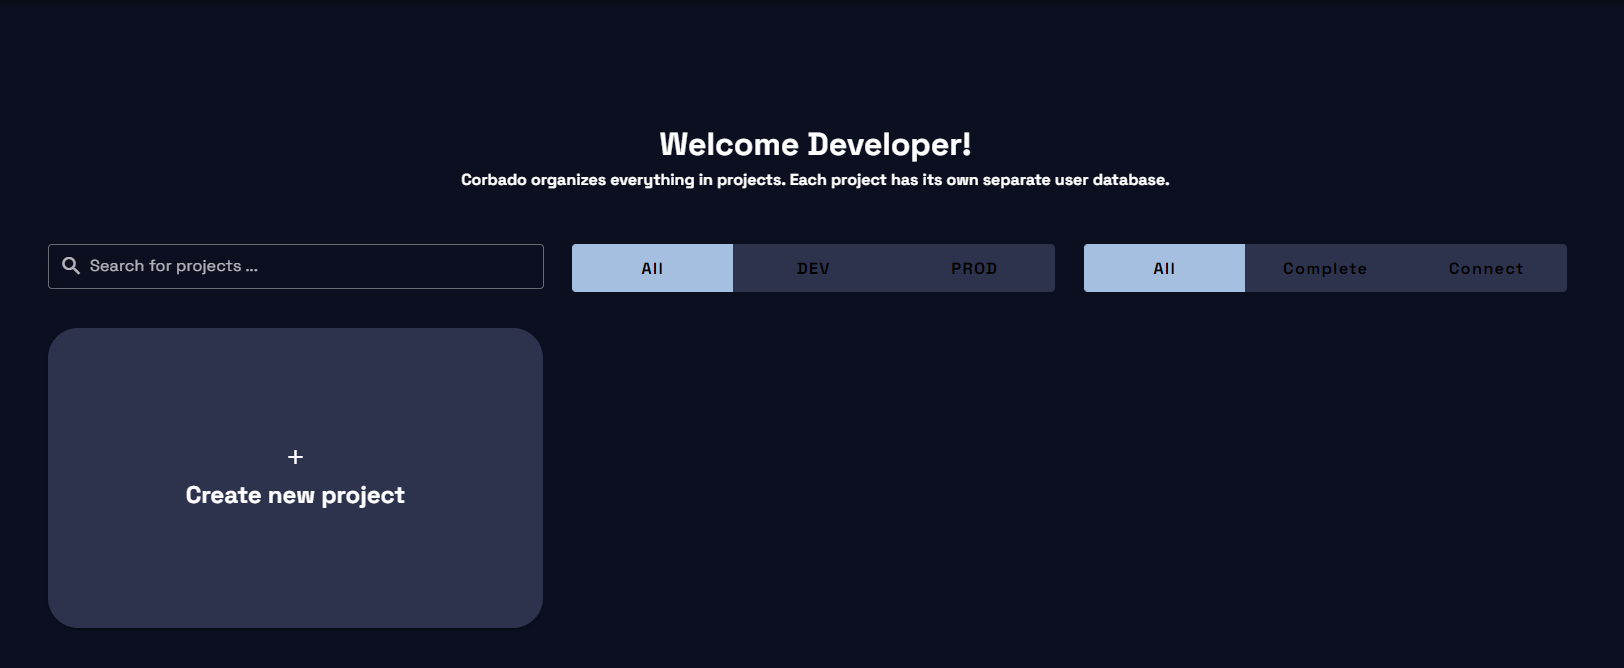 Welcome Developer!
Corbado organizes everything in projects. Each project has its own separate user database.
Search for projects ...
All DEV PROD
All Complete Connect
+
Create new project